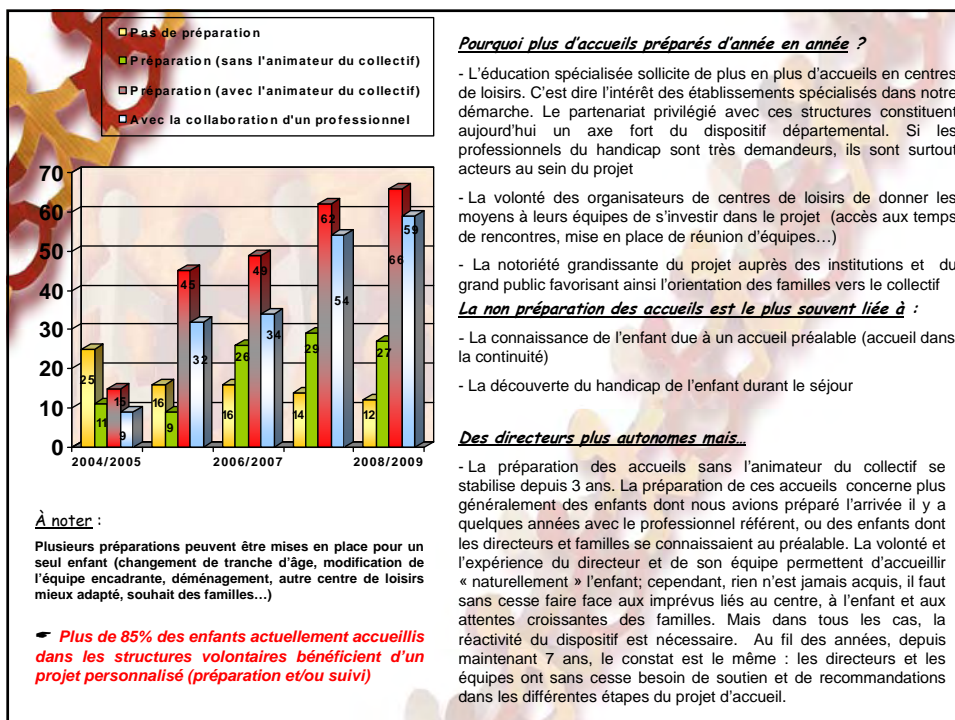 Pas de préparation
Préparation (sans l'animateur du collectif)
Préparation (avec l'animateur du collectif)
Avec la collaboration d'un professionnel
70
60
50
40
30
20
10
0
25
11
15
9
16
9
45
32
16
26
49
34
14
29
62
54
12
27
66
59
2004/2005
2006/2007
2008/2009
À noter :
Plusieurs préparations peuvent être mises en place pour un
seul enfant (changement de tranche d'âge, modification de
l'équipe encadrante, déménagement, autre centre de loisirs
mieux adapté, souhait des familles…)
☛ Plus de 85% des enfants actuellement accueillis
dans les structures volontaires bénéficient d'un
projet personnalisé (préparation et/ou suivi)
Pourquoi plus d'accueils préparés d'année en année ?
- L'éducation spécialisée sollicite de plus en plus d'accueils en centres
de loisirs. C'est dire l'intérêt des établissements spécialisés dans notre
démarche. Le partenariat privilégié avec ces structures constituent
aujourd'hui un axe fort du dispositif départemental. Si les
professionnels du handicap sont très demandeurs, ils sont surtout
acteurs au sein du projet
- La volonté des organisateurs de centres de loisirs de donner les
moyens à leurs équipes de s'investir dans le projet (accès aux temps
de rencontres, mise en place de réunion d'équipes…)
- La notoriété grandissante du projet auprès des institutions et du
grand public favorisant ainsi l'orientation des familles vers le collectif
La non préparation des accueils est le plus souvent liée à :
- La connaissance de l'enfant due à un accueil préalable (accueil dans
la continuité)
- La découverte du handicap de l'enfant durant le séjour
Des directeurs plus autonomes mais…
- La préparation des accueils sans l'animateur du collectif se
stabilise depuis 3 ans. La préparation de ces accueils concerne plus
généralement des enfants dont nous avions préparé l'arrivée il y a
quelques années avec le professionnel référent, ou des enfants dont
les directeurs et familles se connaissaient au préalable. La volonté et
l'expérience du directeur et de son équipe permettent d'accueillir
« naturellement » l'enfant; cependant, rien n'est jamais acquis, il faut
sans cesse faire face aux imprévus liés au centre, à l'enfant et aux
attentes croissantes des familles. Mais dans tous les cas, la
réactivité du dispositif est nécessaire. Au fil des années, depuis
maintenant 7 ans, le constat est le même : les directeurs et les
équipes ont sans cesse besoin de soutien et de recommandations
dans les différentes étapes du projet d'accueil.